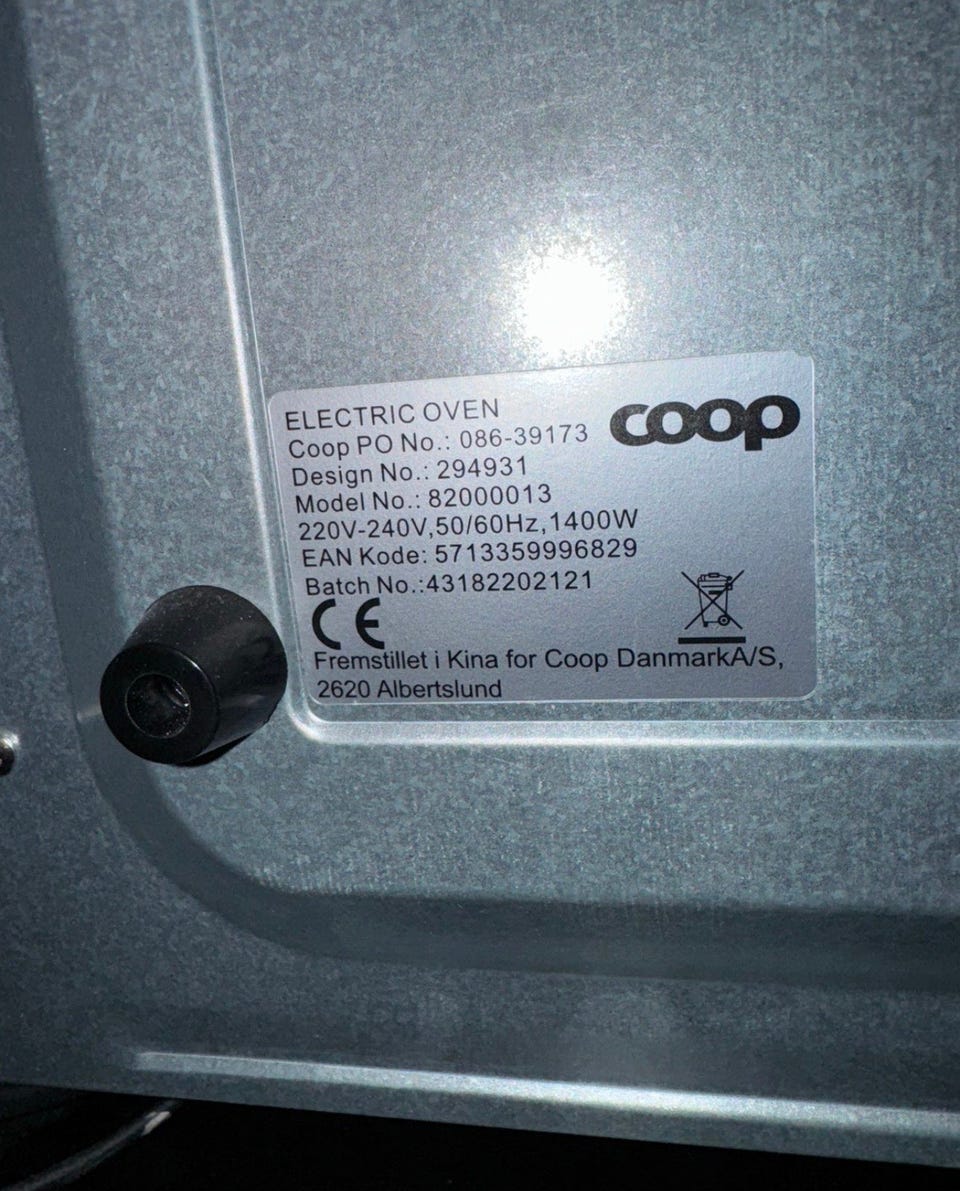 ELECTRIC OVEN
coop
Coop PO No.: 086-39173
Design No.: 294931
Model No.: 82000013
220V-240V,50/60Hz,1400W
EAN Kode: 5713359996829
Batch No.:43182202121
CE
Fremstillet i Kina for Coop DanmarkA/S,
2620 Albertslund